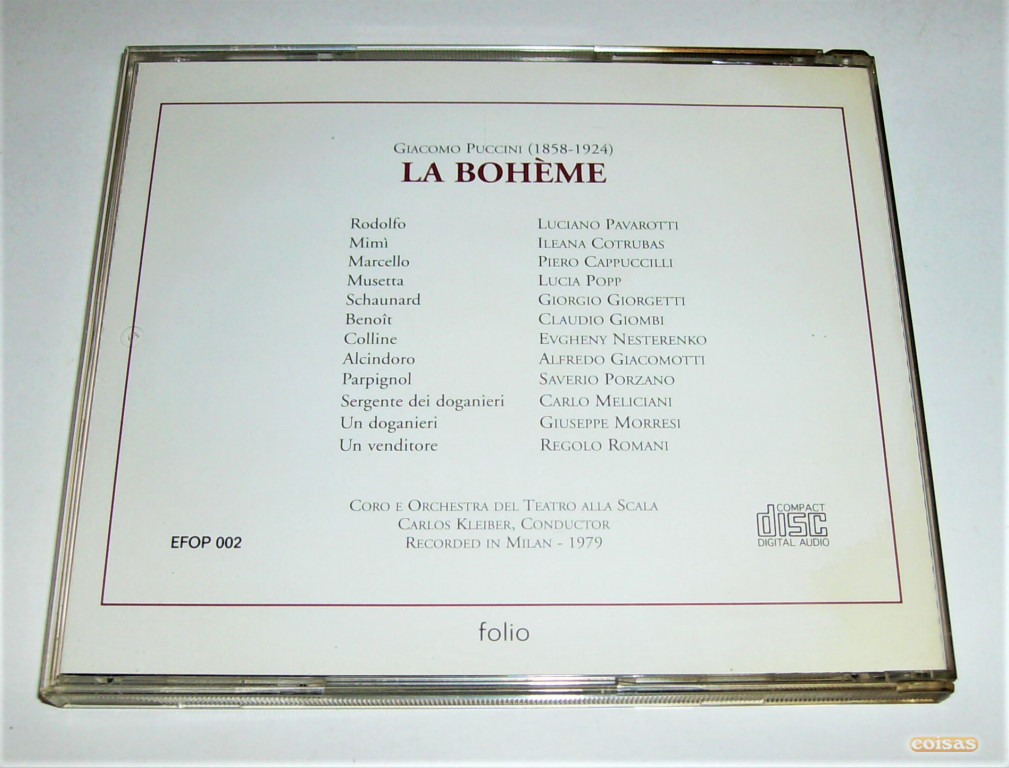 GIACOMO PUCCINI (1858-1924)
LA BOHÈME
Rodolfo LUCIANO PAVAROTTI
Mimì ILEANA COTRUBAS
Marcello PIERO CAPPUCCILLI
Musetta LUCIA POPP
Schaunard GIORGIO GIORGETTI
Benoît CLAUDIO GIOMBI
Colline EVGHENY NESTERENKO
Alcindoro ALFREDO GIACOMOTTI
Parpignol SAVERIO PORZANO
Sergente dei doganieri CARLO MELICIANI
Un doganieri GIUSEPPE MORRESI
Un venditore REGOLO ROMANI
CORO E ORCHESTRA DEL TEATRO ALLA SCALA
CARLOS KLEIBER, CONDUCTOR
RECORDED IN MILAN - 1979
EFOP 002
COMPACT
disc
DIGITAL AUDIO
folio
coisas